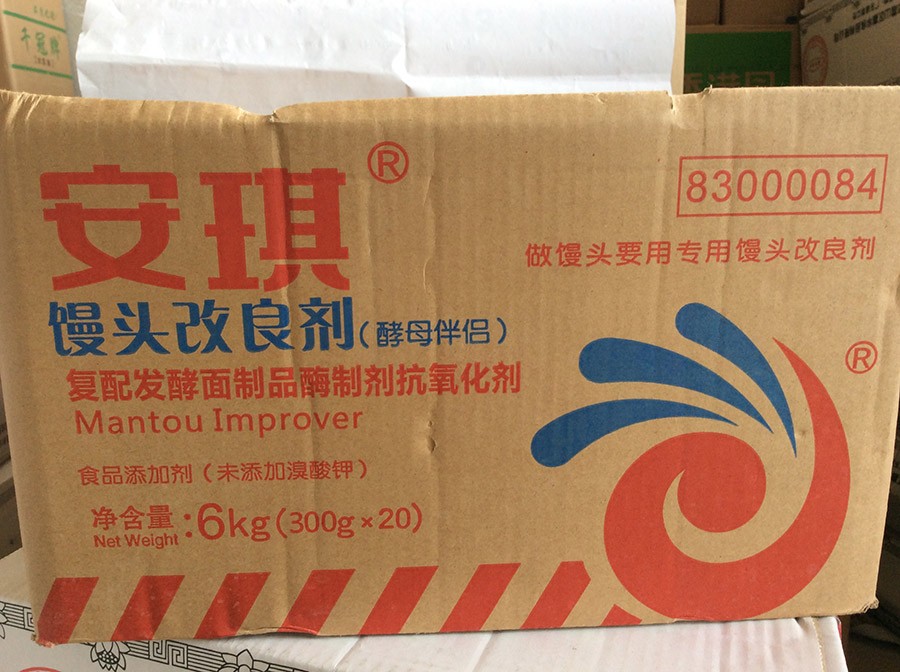 千冠牌
安琪®
83000084
做馒头要用专用馒头改良剂
馒头改良剂(酵母伴侣)
®
复配发酵面制品酶制剂抗氧化剂
Mantou Improver
食品添加剂(未添加溴酸钾)
净含量:6kg(300g×20)
Net Weight